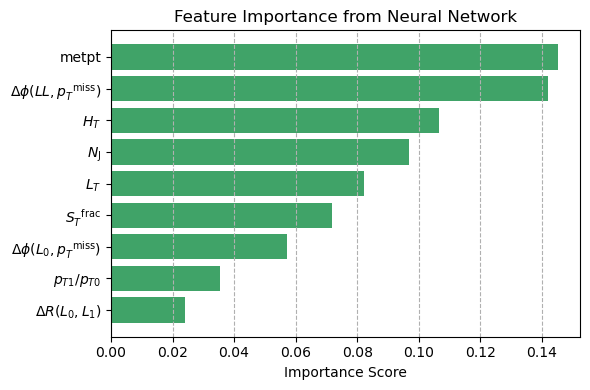 Feature Importance from Neural Network
metpt
Δϕ(LL, p_T^miss)
H_T
N_J
L_T
S_T^frac
Δϕ(L_0, p_T^miss)
p_T1/p_T0
ΔR(L_0, L_1)
0.00 0.02 0.04 0.06 0.08 0.10 0.12 0.14
Importance Score